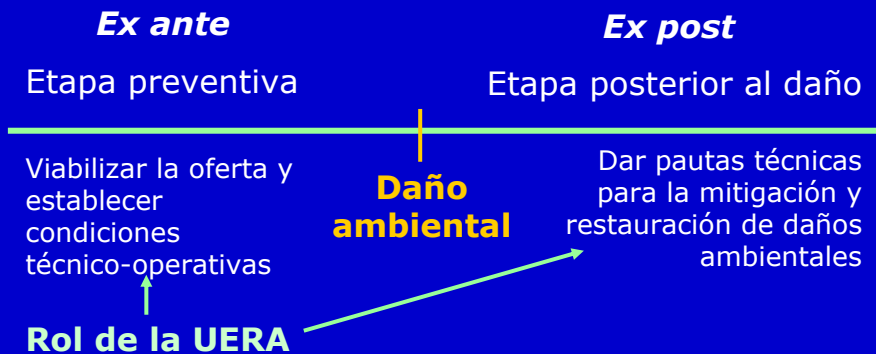 Ex ante
Ex post
Etapa preventiva
Etapa posterior al daño
Viabilizar la oferta y
establecer
condiciones
técnico-operativas
Daño
ambiental
Dar pautas técnicas
para la mitigación y
restauración de daños
ambientales
Rol de la UERA